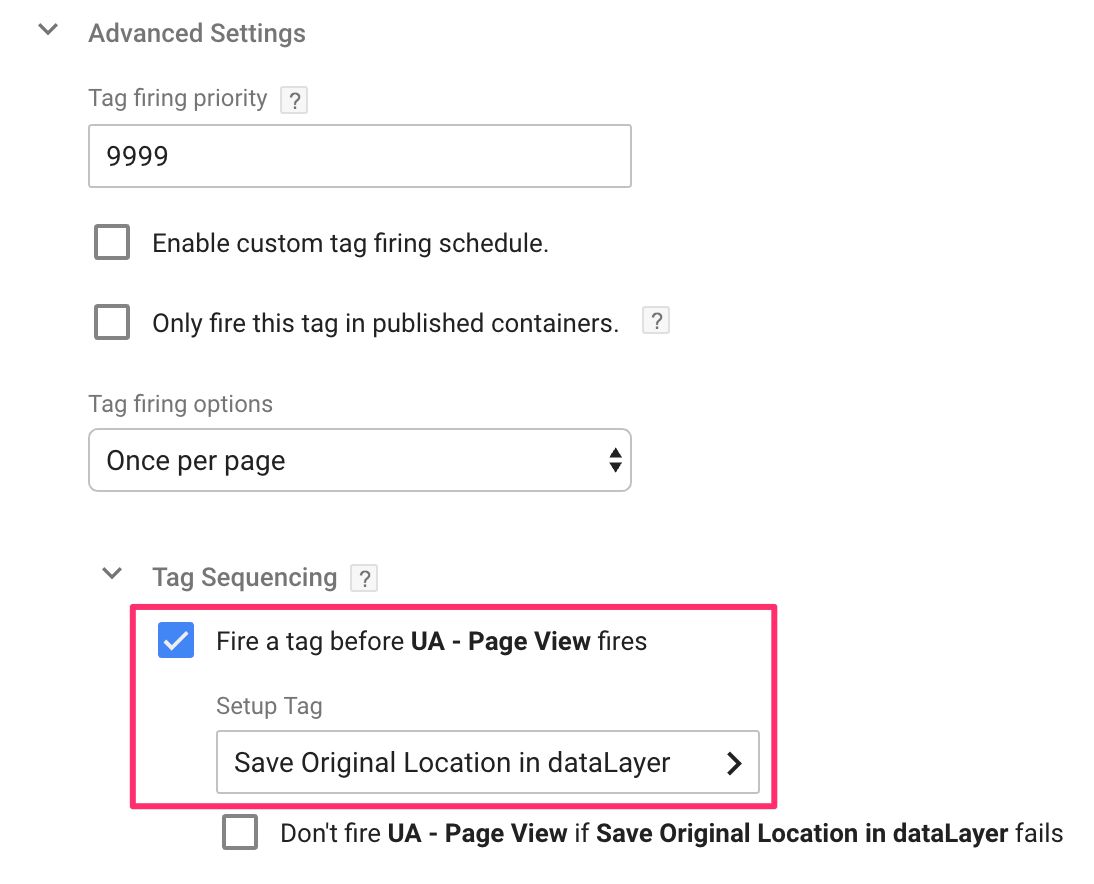 Advanced Settings
Tag firing priority ?
9999
Enable custom tag firing schedule.
Only fire this tag in published containers. ?
Tag firing options
Once per page
Tag Sequencing ?
Fire a tag before UA - Page View fires
Setup Tag
Save Original Location in dataLayer
Don't fire UA - Page View if Save Original Location in dataLayer fails